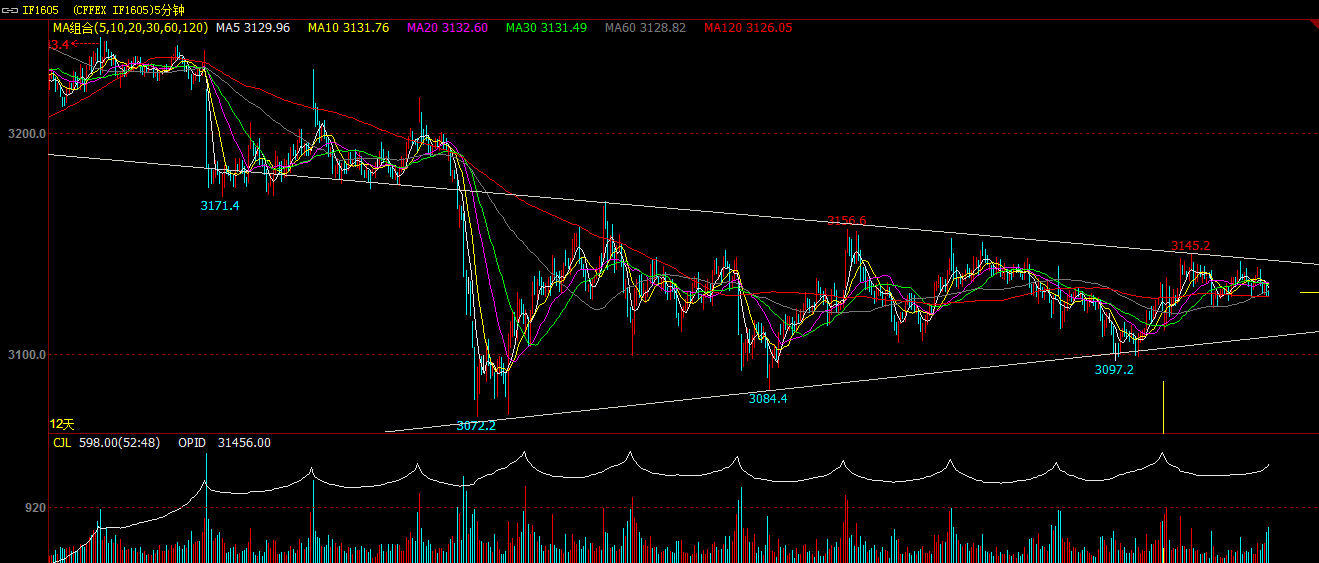 IF1605 (CFFEX IF1605)5分钟
MA组合(5,10,20,30,60,120) MA5 3129.96 MA10 3131.76 MA20 3132.60 MA30 3131.49 MA60 3128.82 MA120 3126.05
3.4
3200.0
3171.4
3156.6
3145.2
3100.0
3097.2
3084.4
3072.2
12天
CJL 598.00(52:48) OPID 31456.00
920